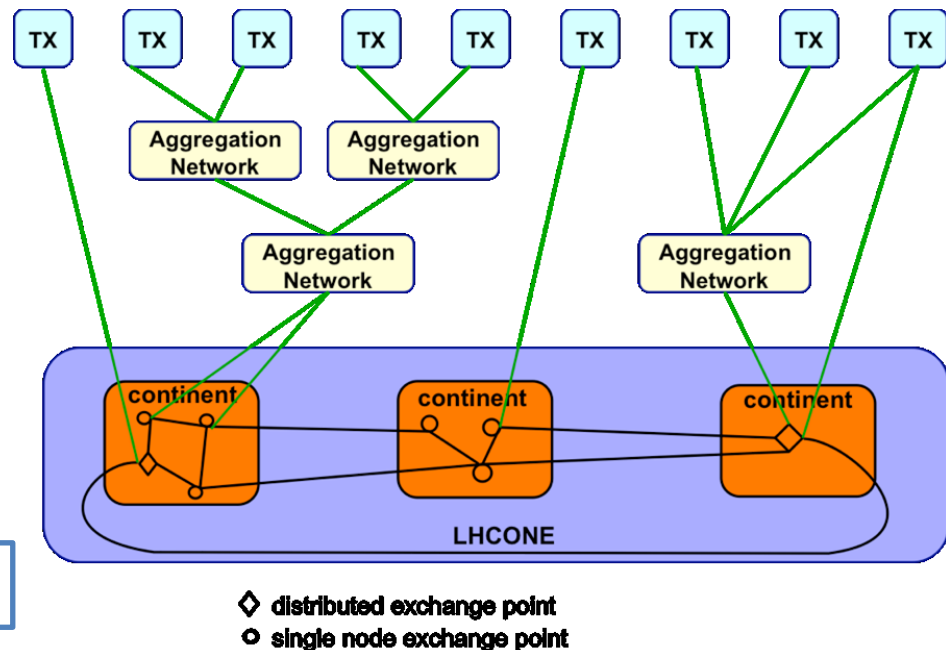 TX TX TX TX TX TX TX TX TX
Aggregation
Network
Aggregation
Network
Aggregation
Network
Aggregation
Network
continent
continent
continent
LHCONE
distributed exchange point
single node exchange point